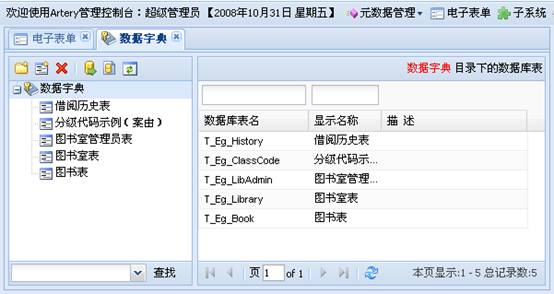 欢迎使用Artery管理控制台：超级管理员 【2008年10月31日 星期五】 元数据管理 电子表单 子系统
电子表单 数据字典
数据字典 目录下的数据库表
数据字典
借阅历史表
分级代码示例（案由）
图书室管理员表
图书室表
图书表
数据库表名 显示名称 描 述
T_Eg_History 借阅历史表
T_Eg_ClassCode 分级代码示...
T_Eg_LibAdmin 图书室管理...
T_Eg_Library 图书室表
T_Eg_Book 图书表
查找 页 1 of 1 本页显示:1 - 5 总记录数:5